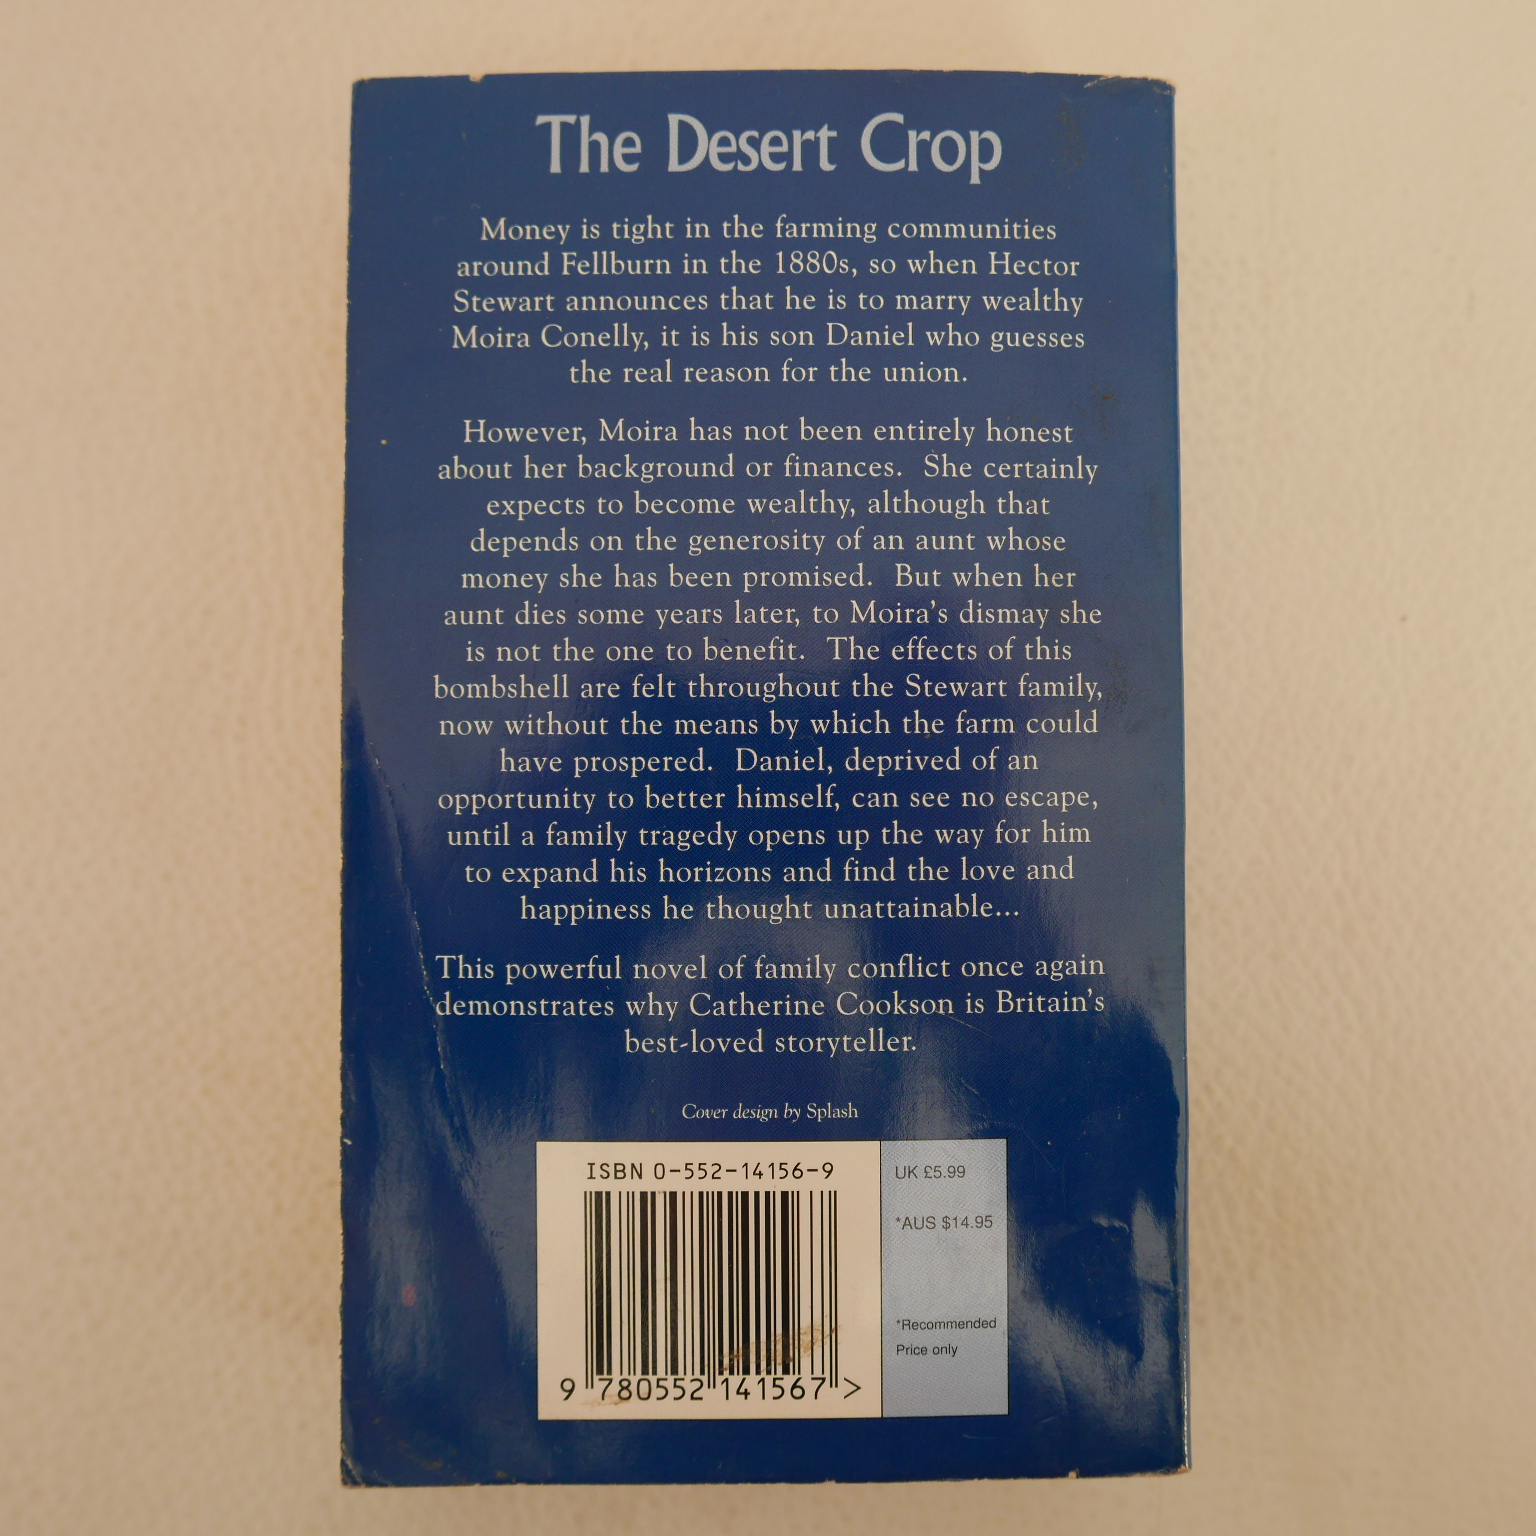 The Desert Crop
Money is tight in the farming communities
around Fellburn in the 1880s, so when Hector
Stewart announces that he is to marry wealthy
Moira Conelly, it is his son Daniel who guesses
the real reason for the union.
However, Moira has not been entirely honest
about her background or finances. She certainly
expects to become wealthy, although that
depends on the generosity of an aunt whose
money she has been promised. But when her
aunt dies some years later, to Moira's dismay she
is not the one to benefit. The effects of this
bombshell are felt throughout the Stewart family,
now without the means by which the farm could
have prospered. Daniel, deprived of an
opportunity to better himself, can see no escape,
until a family tragedy opens up the way for him
to expand his horizons and find the love and
happiness he thought unattainable...
This powerful novel of family conflict once again
demonstrates why Catherine Cookson is Britain's
best-loved storyteller.
Cover design by Splash
ISBN 0-552-14156-9
9 780552 141567 >
UK £5.99
*AUS $14.95
*Recommended
Price only